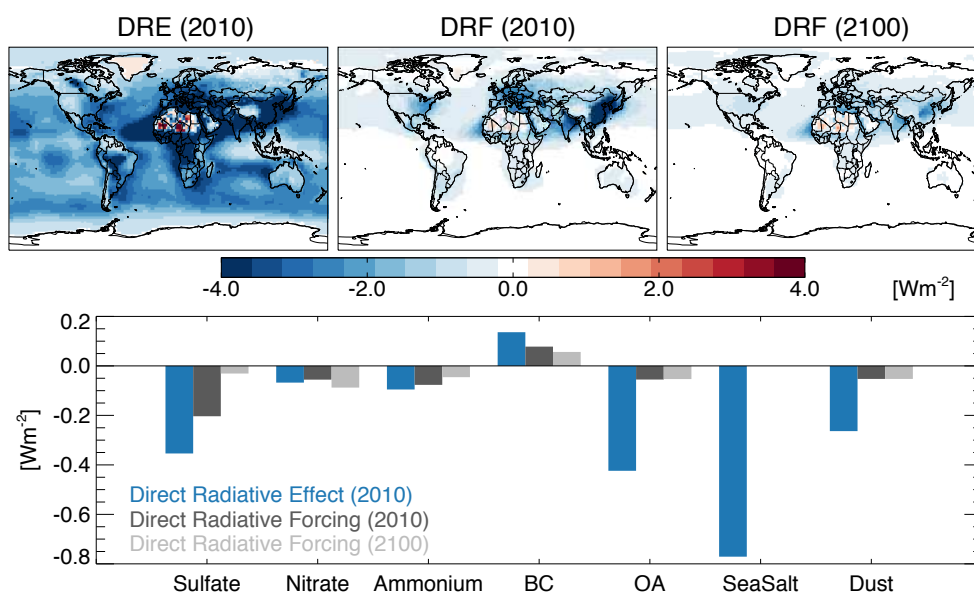 DRE (2010) DRF (2010) DRF (2100)
-4.0 -2.0 0.0 2.0 4.0 [Wm-2]
0.2
0.0
-0.2
-0.4
-0.6
-0.8
[Wm-2]
Direct Radiative Effect (2010)
Direct Radiative Forcing (2010)
Direct Radiative Forcing (2100)
Sulfate Nitrate Ammonium BC OA SeaSalt Dust